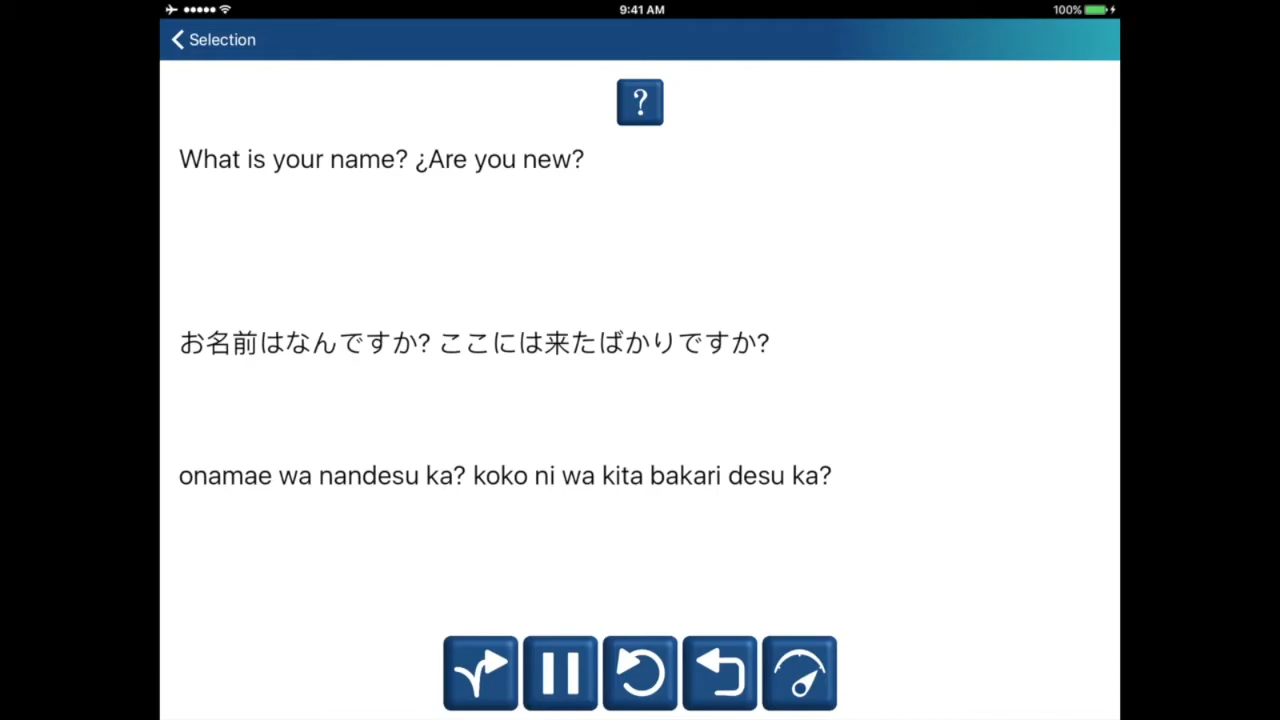 9:41 AM
100%
Selection
?
What is your name? ¿Are you new?
お名前はなんですか? ここには来たばかりですか?
onamae wa nandesu ka? koko ni wa kita bakari desu ka?